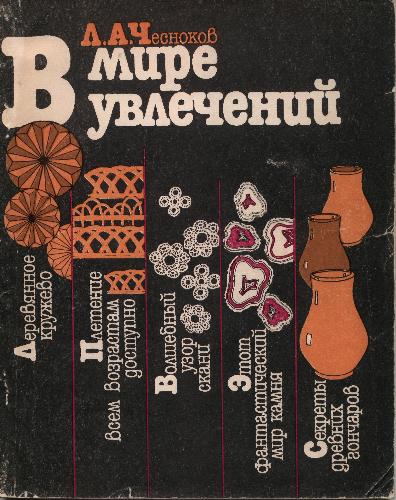 Л.А.Чесноков
В мире
увлечений
Деревянное
кружево
Плетение
всем возрастам
доступно
Волшебный
узор
скани
Этот
фантастический
мир камня
Секреты
древних
гончаров